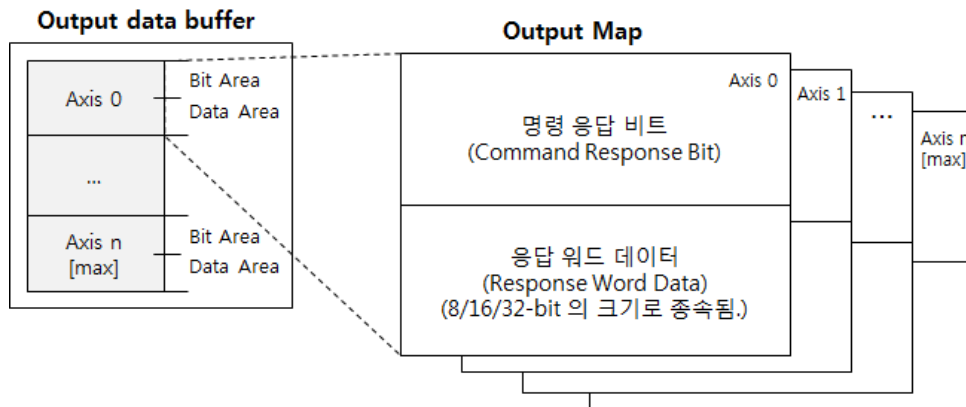 Output data buffer
Axis 0
Bit Area
Data Area
...
Axis n
[max]
Bit Area
Data Area
Output Map
Axis 0
명령 응답 비트
(Command Response Bit)
응답 워드 데이터
(Response Word Data)
(8/16/32-bit 의 크기로 종속됨.)
Axis 1
...
Axis n
[max]